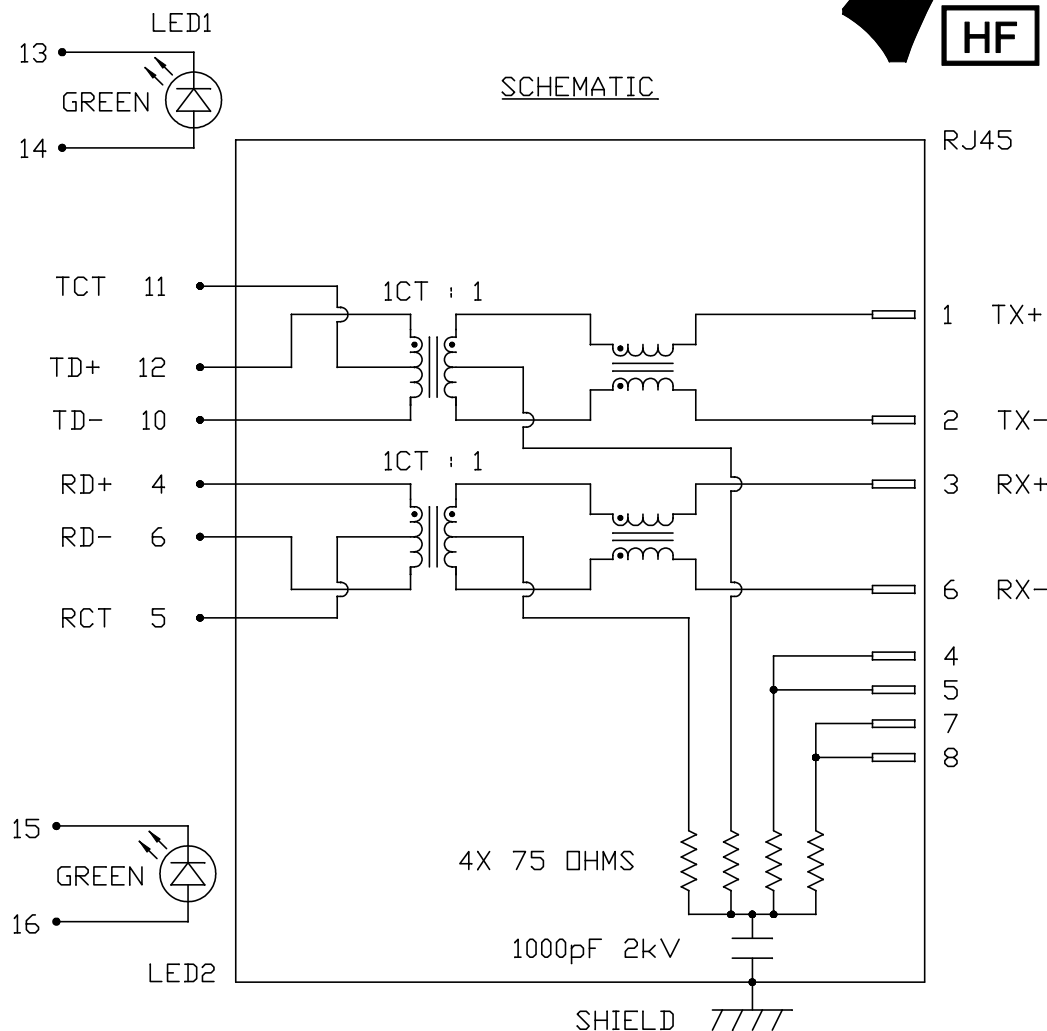 LED1
HF
13
GREEN
14
SCHEMATIC
RJ45
TCT 11
1CT : 1
1 TX+
TD+ 12
TD- 10
2 TX-
1CT : 1
RD+ 4
3 RX+
RD- 6
6 RX-
RCT 5
4
5
7
8
15
GREEN
16
4X 75 OHMS
1000pF 2kV
LED2
SHIELD